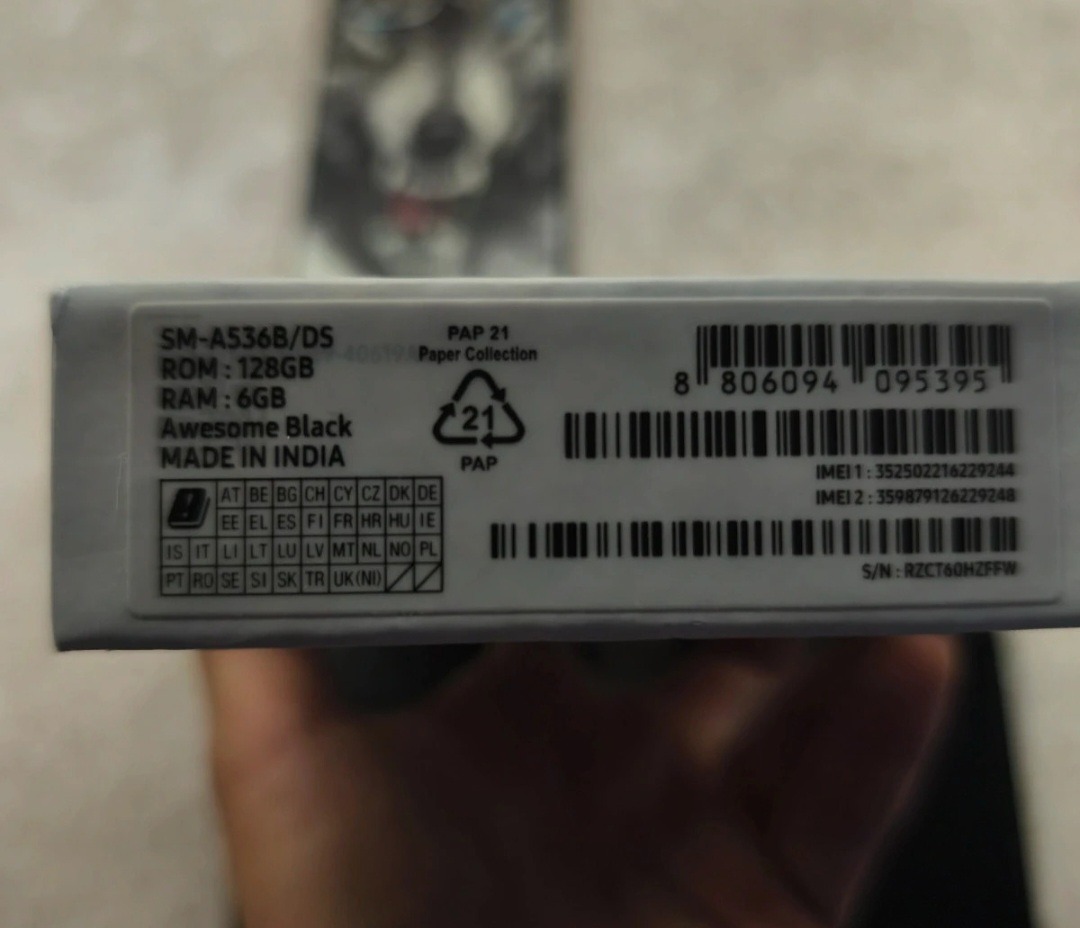 SM-A536B/DS
ROM : 128GB
RAM : 6GB
Awesome Black
MADE IN INDIA
PAP 21
Paper Collection
21
PAP
8 806094 095395
IMEI 1 : 352502216229244
IMEI 2 : 359879126229248
S/N : RZCT60HZFFW
AT BE BG CH CY CZ DK DE
EE EL ES FI FR HR HU IE
IS IT LI LT LU LV MT NL NO PL
PT RO SE SI SK TR UK(NI)